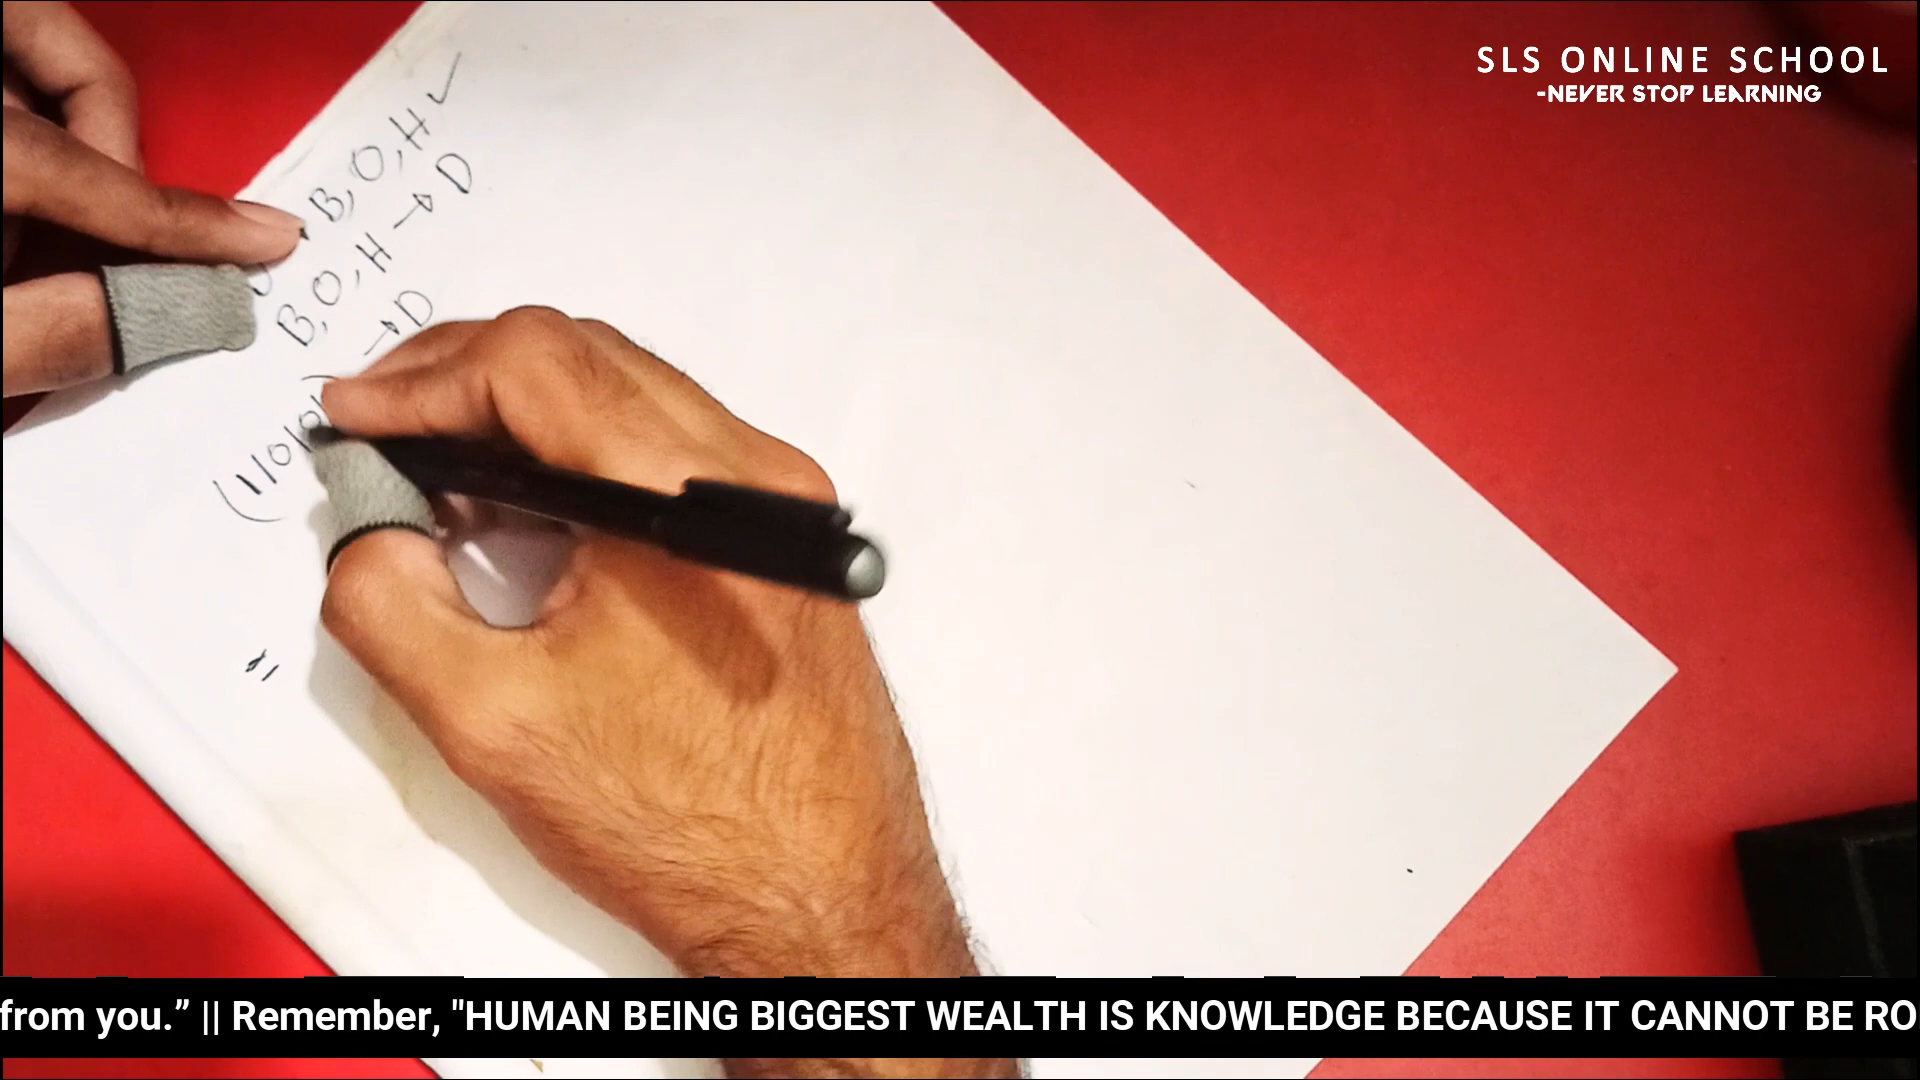 SLS ONLINE SCHOOL
-NEVER STOP LEARNING
B, O, H ✓
B, O, H → D
→ D
(11010
=
from you.” || Remember, "HUMAN BEING BIGGEST WEALTH IS KNOWLEDGE BECAUSE IT CANNOT BE RO